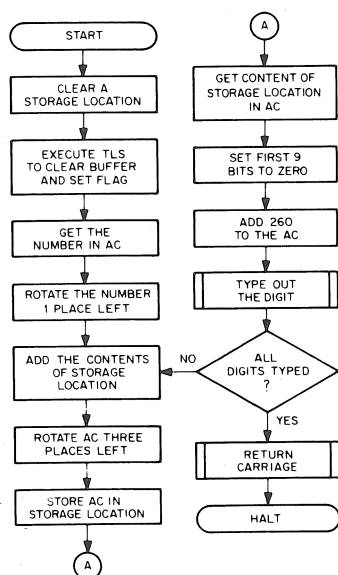 START
CLEAR A
STORAGE LOCATION
EXECUTE TLS
TO CLEAR BUFFER
AND SET FLAG
GET THE
NUMBER IN AC
ROTATE THE NUMBER
1 PLACE LEFT
ADD THE CONTENTS
OF STORAGE
LOCATION
ROTATE AC THREE
PLACES LEFT
STORE AC IN
STORAGE LOCATION
A
A
GET CONTENT OF
STORAGE LOCATION
IN AC
SET FIRST 9
BITS TO ZERO
ADD 260
TO THE AC
TYPE OUT
THE DIGIT
ALL
DIGITS TYPED
?
NO
YES
RETURN
CARRIAGE
HALT